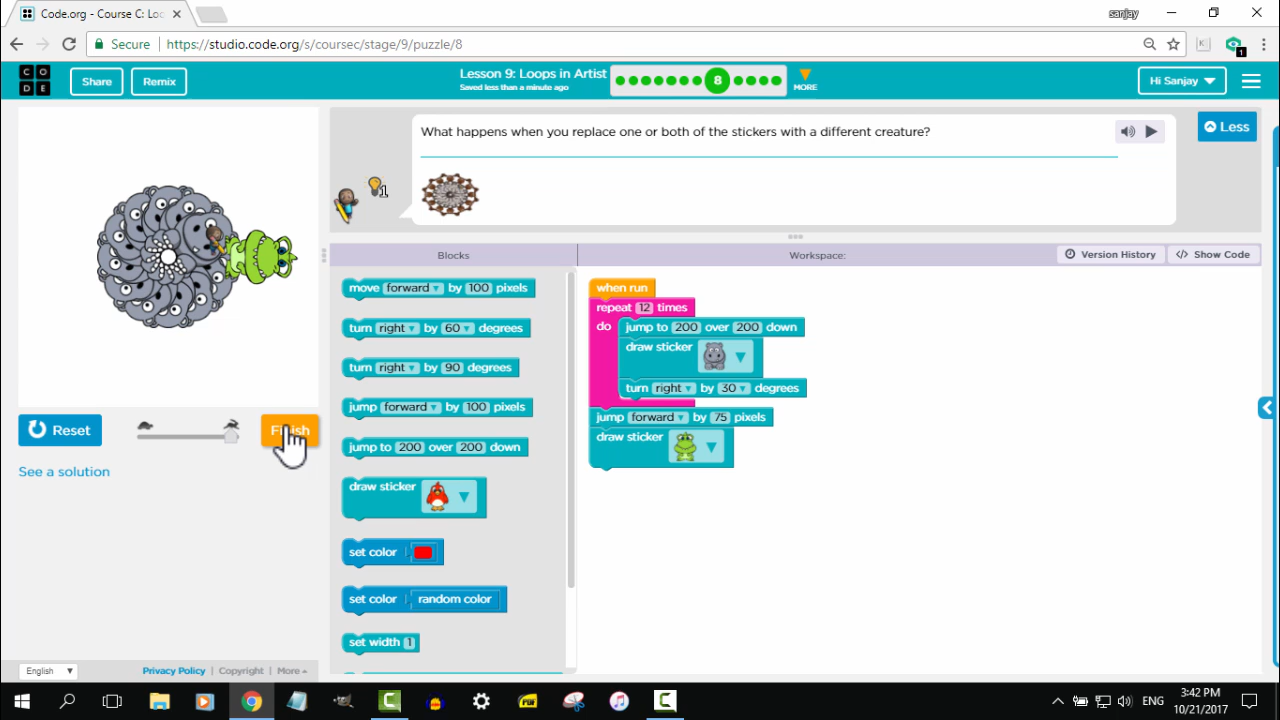 Code.org - Course C: Loo
sanjay
Secure https://studio.code.org/s/coursec/stage/9/puzzle/8
1
C O
D E
Share
Remix
Lesson 9: Loops in Artist
Saved less than a minute ago
8
MORE
Hi Sanjay
What happens when you replace one or both of the stickers with a different creature?
Less
1
Blocks
Workspace:
Version History
</> Show Code
move forward by 100 pixels
turn right by 60 degrees
turn right by 90 degrees
jump forward by 100 pixels
jump to 200 over 200 down
draw sticker
set color
set color random color
set width 1
when run
repeat 12 times
do
jump to 200 over 200 down
draw sticker
turn right by 30 degrees
jump forward by 75 pixels
draw sticker
Reset
Finish
See a solution
English
Privacy Policy | Copyright | More
ENG
3:42 PM
10/21/2017